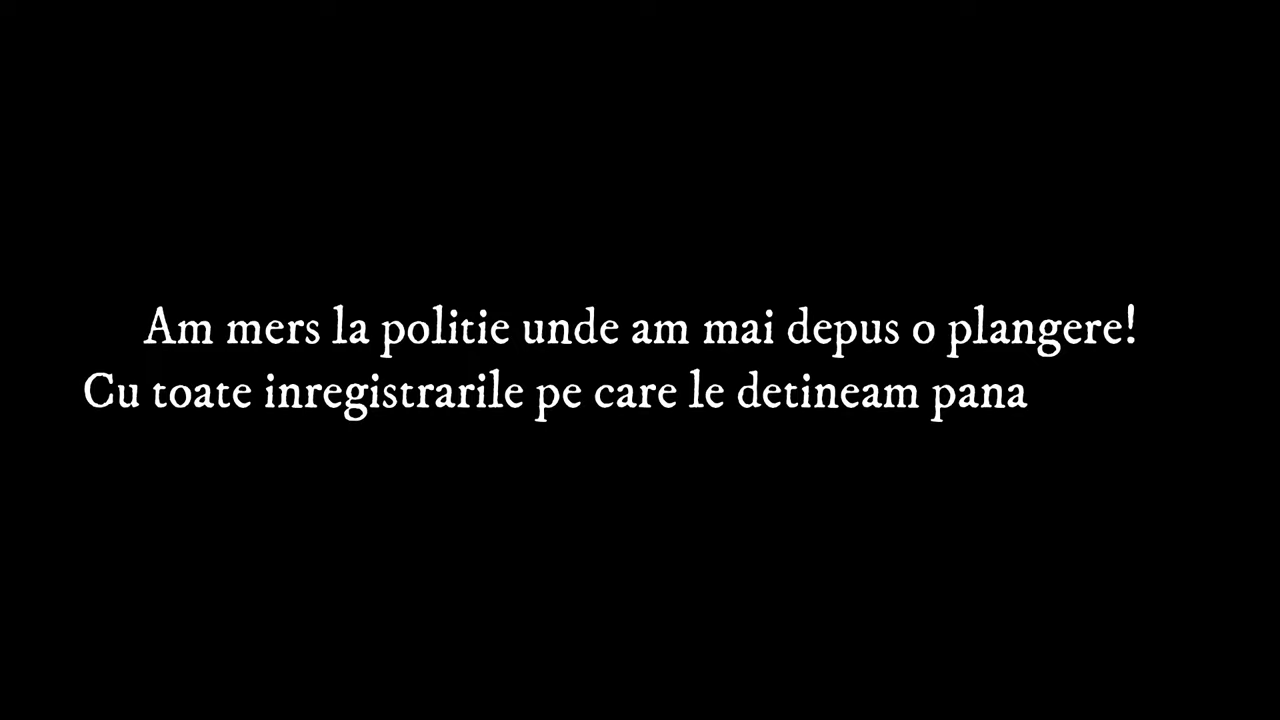 Am mers la politie unde am mai depus o plangere!
Cu toate inregistrarile pe care le detineam pana